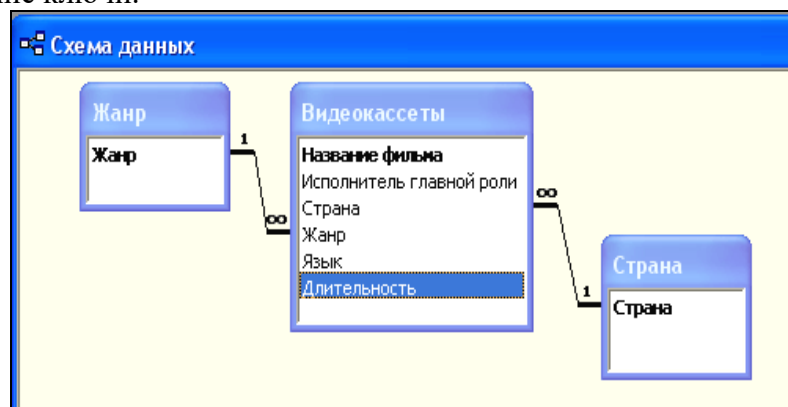 Схема данных
Жанр
Жанр
1
∞
Видеокассеты
Название фильма
Исполнитель главной роли
Страна
Жанр
Язык
Длительность
∞
1
Страна
Страна